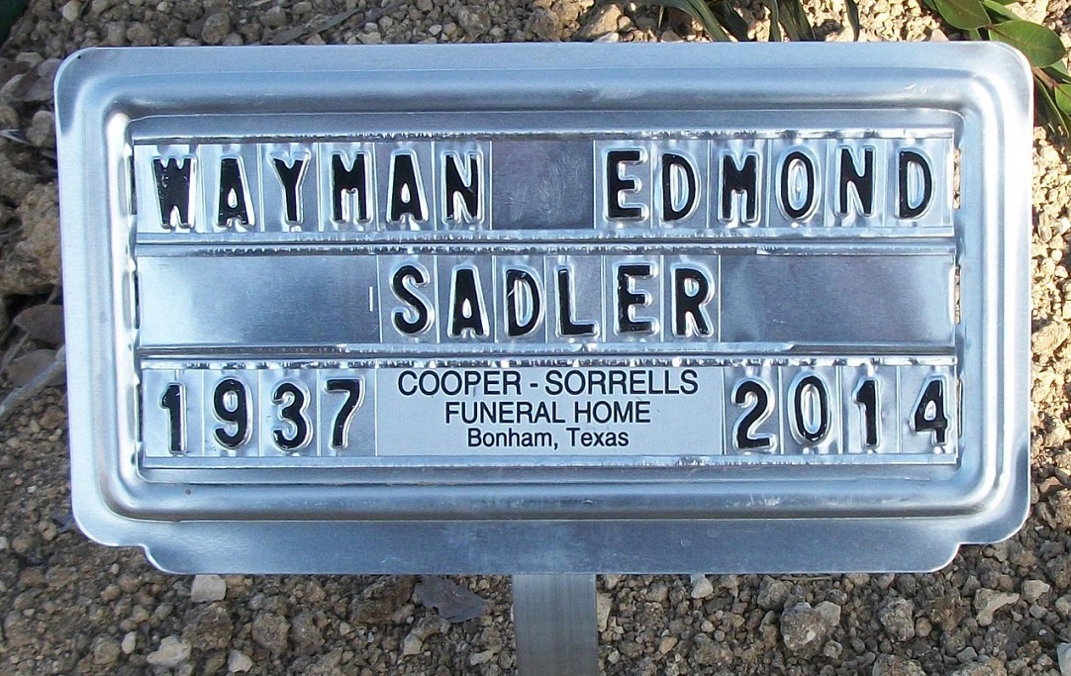 WAYMAN EDMOND
SADLER
1937
COOPER - SORRELLS
FUNERAL HOME
Bonham, Texas
2014